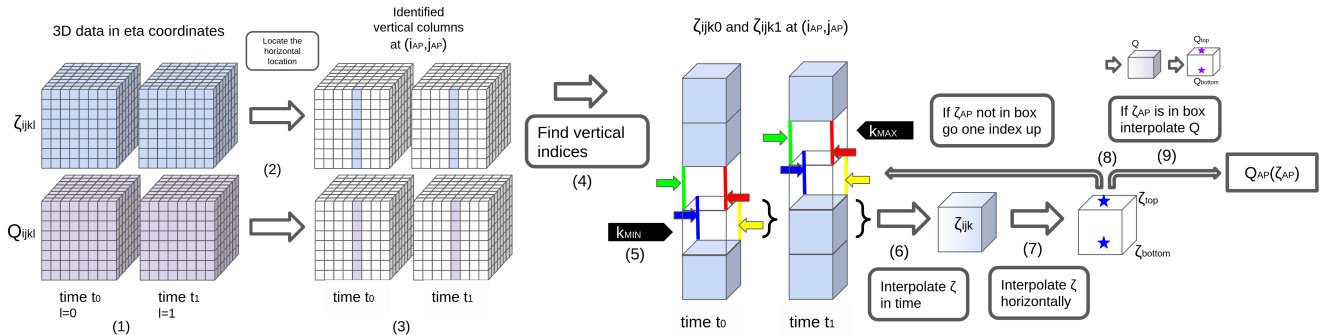 3D data in eta coordinates
ζijkl
Qijkl
time t0
l=0
time t1
l=1
(1)
Locate the
horizontal
location
(2)
Identified
vertical columns
at (iAP,jAP)
time t0
time t1
(3)
Find vertical
indices
(4)
ζijk0 and ζijk1 at (iAP,jAP)
kMIN
(5)
kMAX
time t0
time t1
(6)
Interpolate ζ
in time
ζijk
(7)
Interpolate ζ
horizontally
ζtop
ζbottom
If ζAP not in box
go one index up
(8)
If ζAP is in box
interpolate Q
(9)
Q
Qtop
Qbottom
QAP(ζAP)